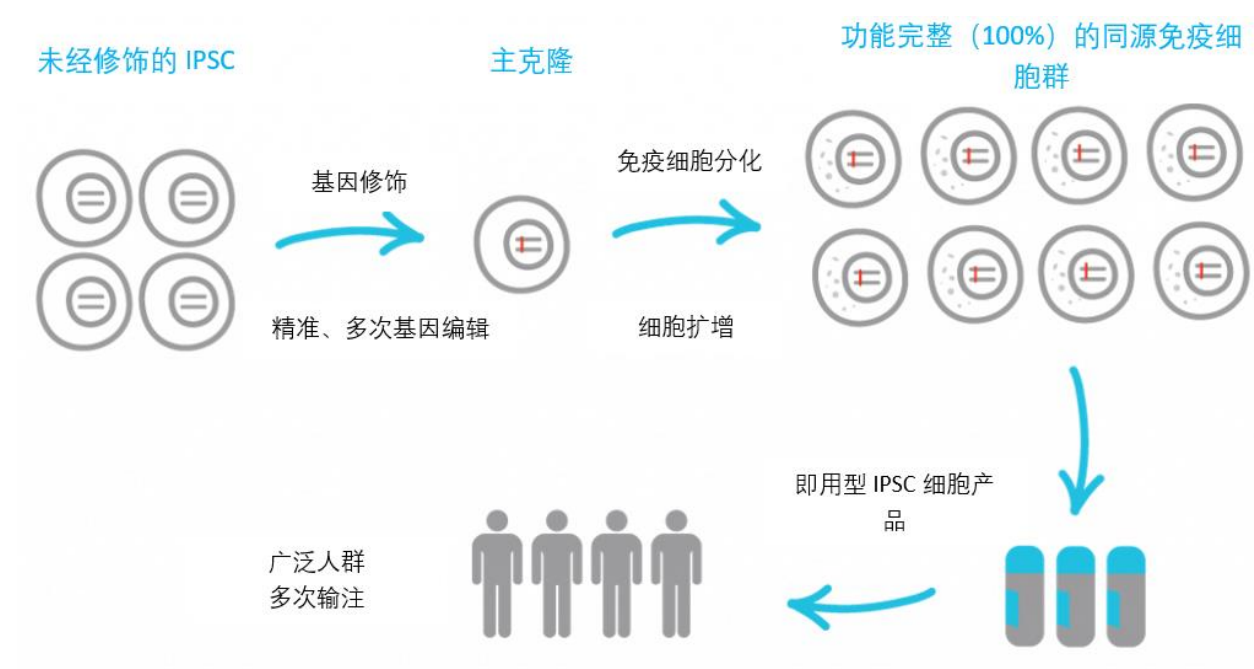 未经修饰的 IPSC
主克隆
功能完整（100%）的同源免疫细
胞群
基因修饰
精准、多次基因编辑
免疫细胞分化
细胞扩增
即用型 IPSC 细胞产
品
广泛人群
多次输注